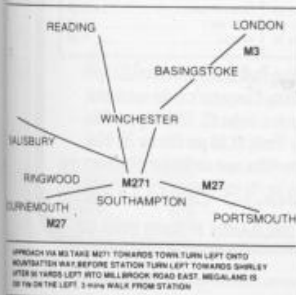 READING
LONDON
M3
BASINGSTOKE
WINCHESTER
RINGWOOD
M271
M27
SOUTHAMPTON
M27
PORTSMOUTH
APPROACH VIA M3. TAKE M271 TOWARDS TOWN. TURN LEFT ONTO
MOUNTBATTEN WAY, BEFORE STATION TURN LEFT TOWARDS SHIRLEY
AFTER 50 YARDS LEFT INTO MILLBROOK ROAD EAST. MEGALAND IS
ON THE LEFT. 3 mins WALK FROM STATION